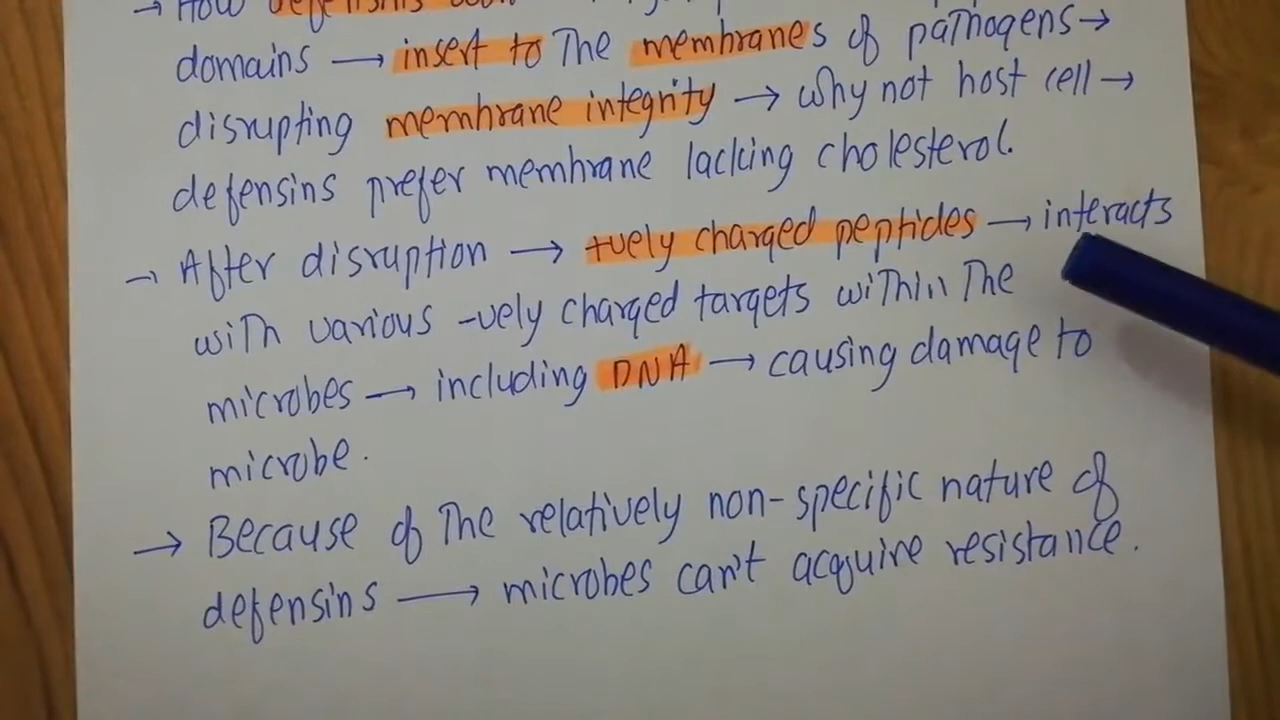 → How defensins
domains → insert to The membranes of pathogens →
disrupting membrane integrity → why not host cell →
defensins prefer membrane lacking cholesterol.
→ After disruption → +vely charged peptides → interacts
with various -vely charged targets within The
microbes → including DNA → causing damage to
microbe.
→ Because of The relatively non-specific nature of
defensins → microbes can't acquire resistance.